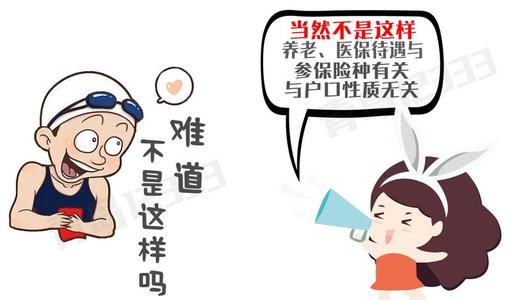 当然不是这样
养老、医保待遇与
参保险种有关
与户口性质无关
难道
不是这样吗